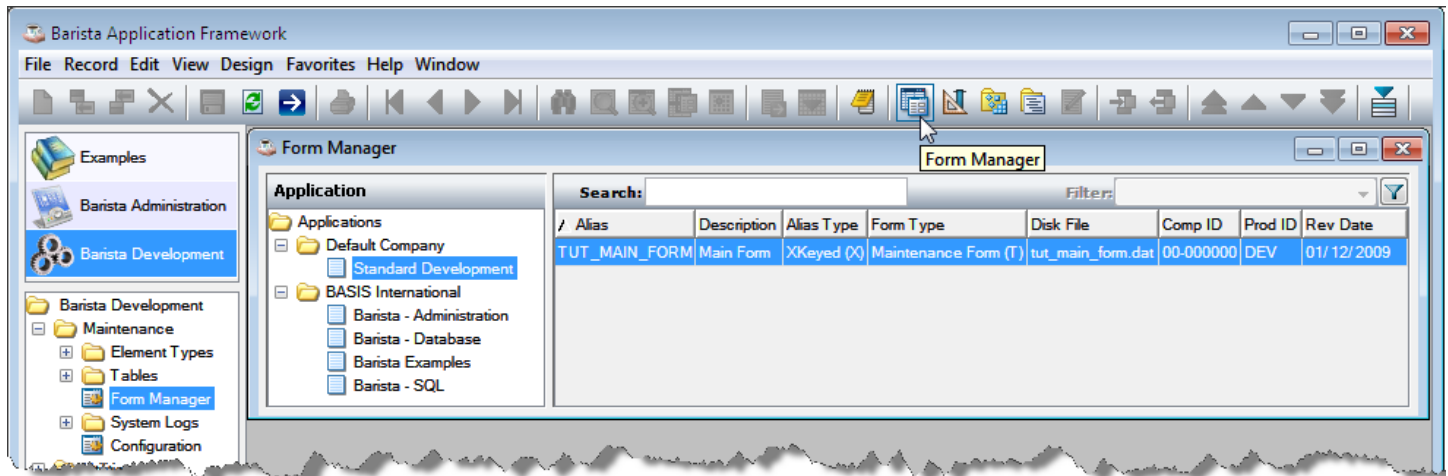 Barista Application Framework
File Record Edit View Design Favorites Help Window
Examples
Barista Administration
Barista Development
Barista Development
Maintenance
Element Types
Tables
Form Manager
System Logs
Configuration
Form Manager
Form Manager
Application
Applications
Default Company
Standard Development
BASIS International
Barista - Administration
Barista - Database
Barista Examples
Barista - SQL
Search: Filter:
Alias Description Alias Type Form Type Disk File Comp ID Prod ID Rev Date
TUT_MAIN_FORM Main Form XKeyed (X) Maintenance Form (T) tut_main_form.dat 00-000000 DEV 01/12/2009